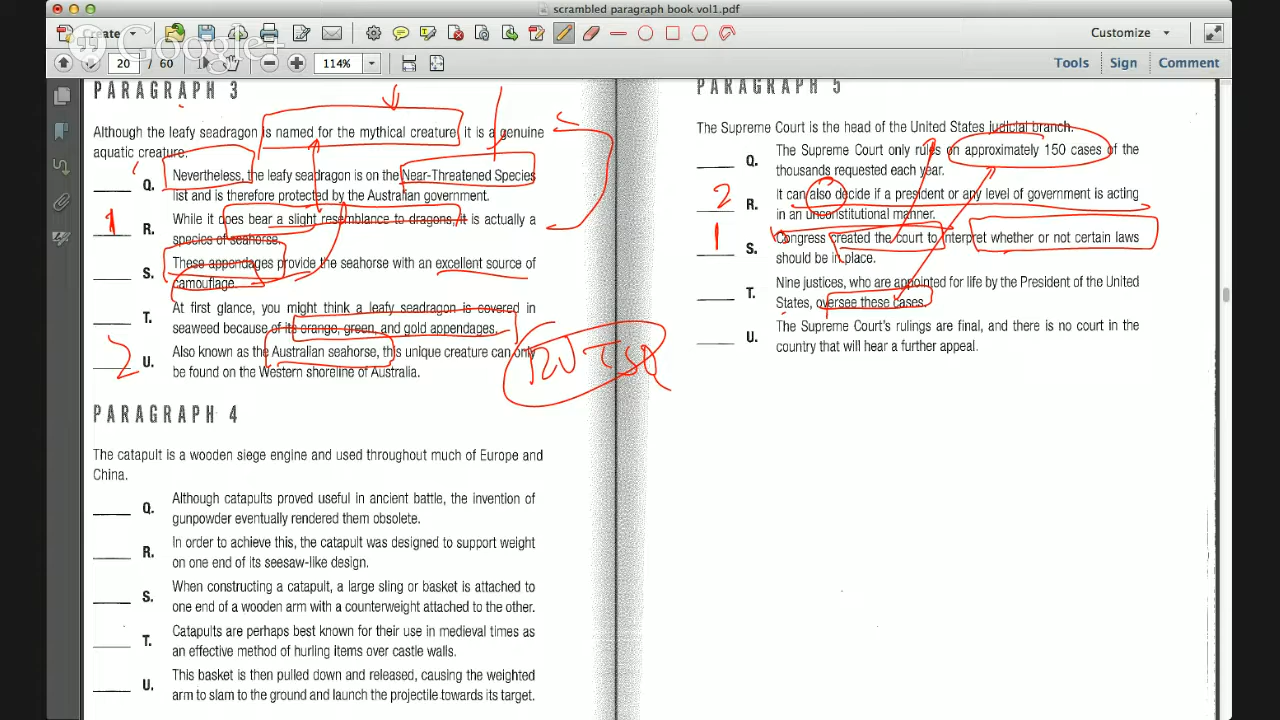 scrambled paragraph book vol1.pdf
Create
Customize
Google+
20 / 60
114%
Tools
Sign
Comment
PARAGRAPH 3
Although the leafy seadragon is named for the mythical creature, it is a genuine
aquatic creature.
Q. Nevertheless, the leafy seadragon is on the Near-Threatened Species
list and is therefore protected by the Australian government.
1 R. While it does bear a slight resemblance to dragons, it is actually a
species of seahorse.
S. These appendages provide the seahorse with an excellent source of
camouflage.
T. At first glance, you might think a leafy seadragon is covered in
seaweed because of its orange, green, and gold appendages.
2 U. Also known as the Australian seahorse, this unique creature can only
be found on the Western shoreline of Australia.
RUTSQ
PARAGRAPH 4
The catapult is a wooden siege engine and used throughout much of Europe and
China.
Q. Although catapults proved useful in ancient battle, the invention of
gunpowder eventually rendered them obsolete.
R. In order to achieve this, the catapult was designed to support weight
on one end of its seesaw-like design.
S. When constructing a catapult, a large sling or basket is attached to
one end of a wooden arm with a counterweight attached to the other.
T. Catapults are perhaps best known for their use in medieval times as
an effective method of hurling items over castle walls.
U. This basket is then pulled down and released, causing the weighted
arm to slam to the ground and launch the projectile towards its target.
PARAGRAPH 5
The Supreme Court is the head of the United States judicial branch.
Q. The Supreme Court only rules on approximately 150 cases of the
thousands requested each year.
2 R. It can also decide if a president or any level of government is acting
in an unconstitutional manner.
1 S. Congress created the court to interpret whether or not certain laws
should be in place.
T. Nine justices, who are appointed for life by the President of the United
States, oversee these cases.
U. The Supreme Court's rulings are final, and there is no court in the
country that will hear a further appeal.